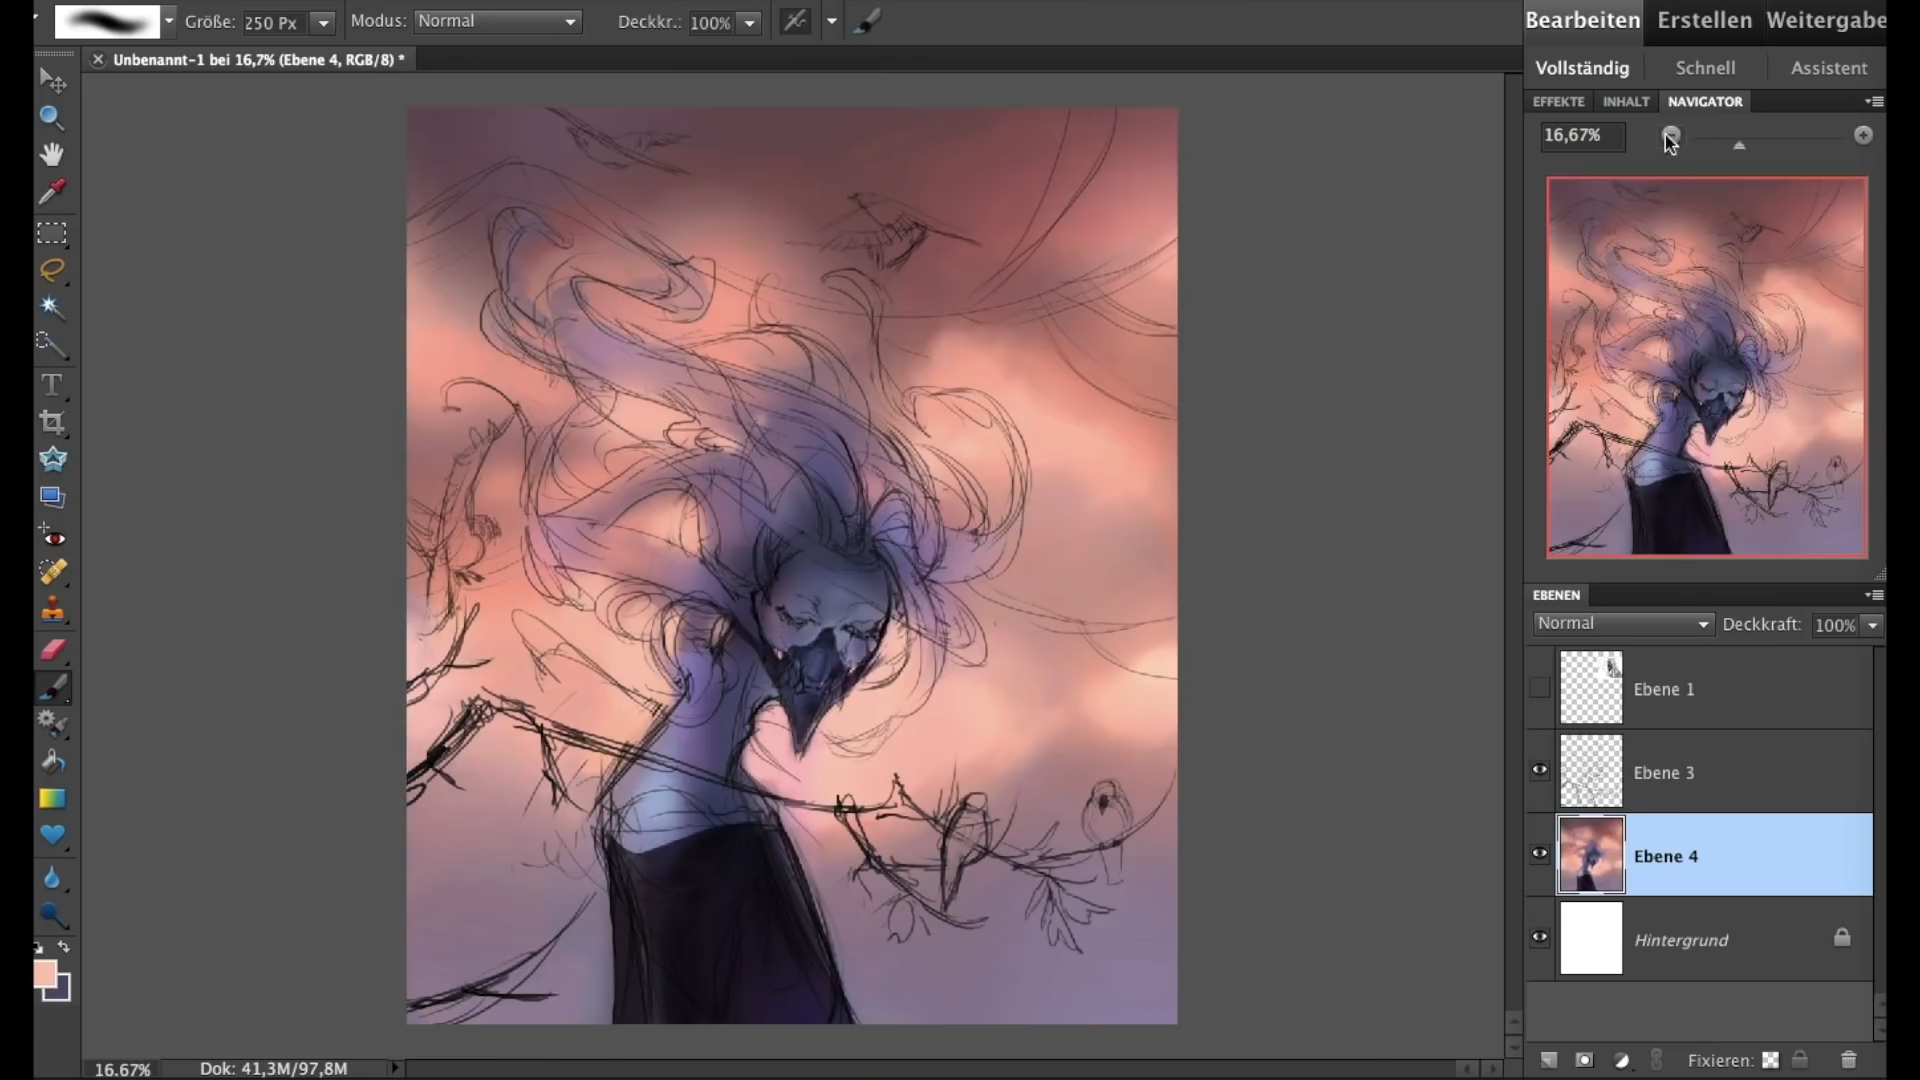 Größe: 250 Px Modus: Normal Deckkr.: 100%
Bearbeiten Erstellen Weitergabe
Unbenannt-1 bei 16,7% (Ebene 4, RGB/8) *
Vollständig Schnell Assistent
EFFEKTE INHALT NAVIGATOR
16,67%
EBENEN
Normal Deckkraft: 100%
Ebene 1
Ebene 3
Ebene 4
Hintergrund
Fixieren:
16.67% Dok: 41,3M/97,8M